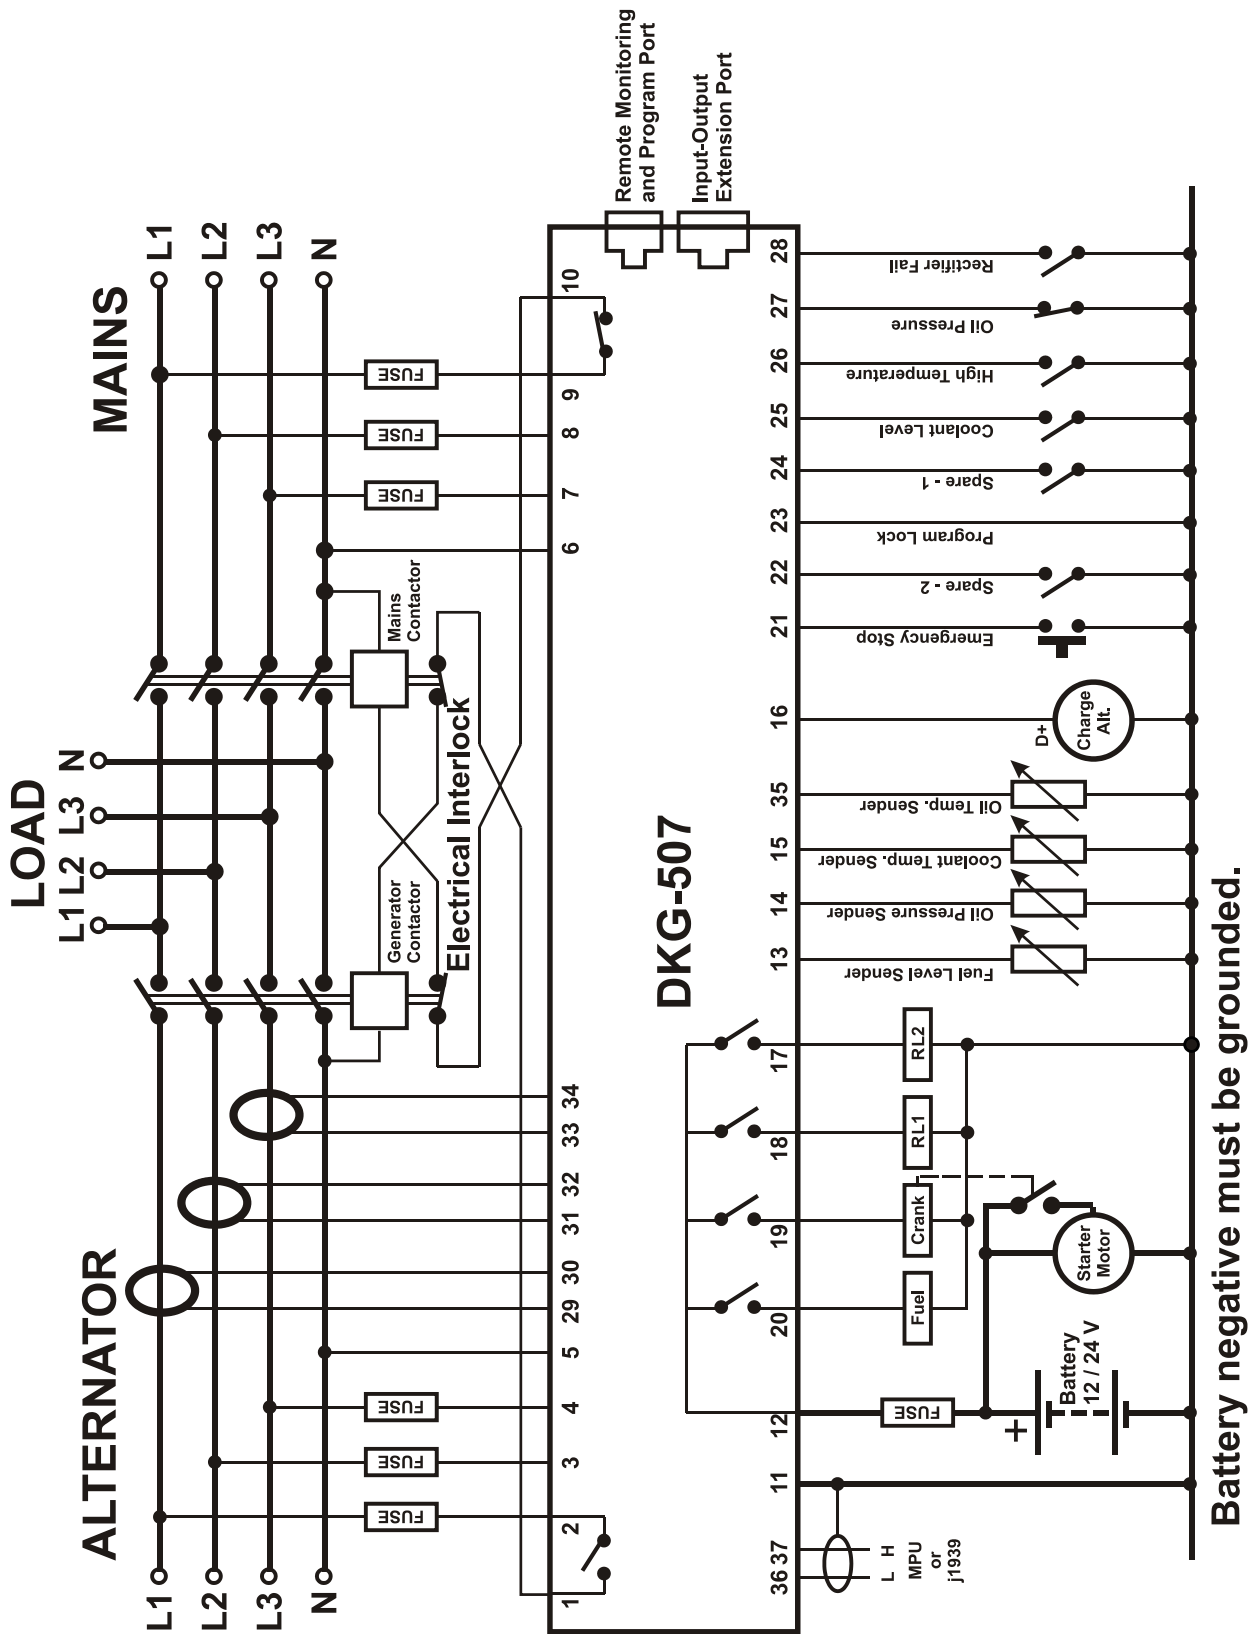 ALTERNATOR
LOAD
MAINS
L1
L2
L3
N
L1
L2
L3
N
L1
L2
L3
N
FUSE
FUSE
FUSE
FUSE
FUSE
FUSE
Generator
Contactor
Mains
Contactor
Electrical Interlock
1
2
3
4
5
29
30
31
32
33
34
6
7
8
9
10
DKG-507
Remote Monitoring
and Program Port
Input-Output
Extension Port
36
37
11
12
20
19
18
17
13
14
15
35
16
21
22
23
24
25
26
27
28
L
H
MPU
or
j1939
FUSE
+
Battery
12 / 24 V
Fuel
Crank
RL1
RL2
Starter
Motor
Fuel Level Sender
Oil Pressure Sender
Coolant Temp. Sender
Oil Temp. Sender
D+
Charge
Alt.
Emergency Stop
Spare - 2
Program Lock
Spare - 1
Coolant Level
High Temperature
Oil Pressure
Rectifier Fail
Battery negative must be grounded.